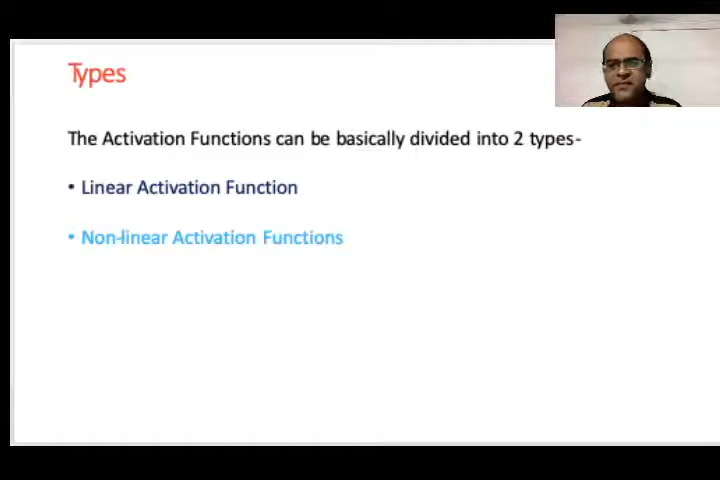 Types
The Activation Functions can be basically divided into 2 types-
• Linear Activation Function
• Non-linear Activation Functions